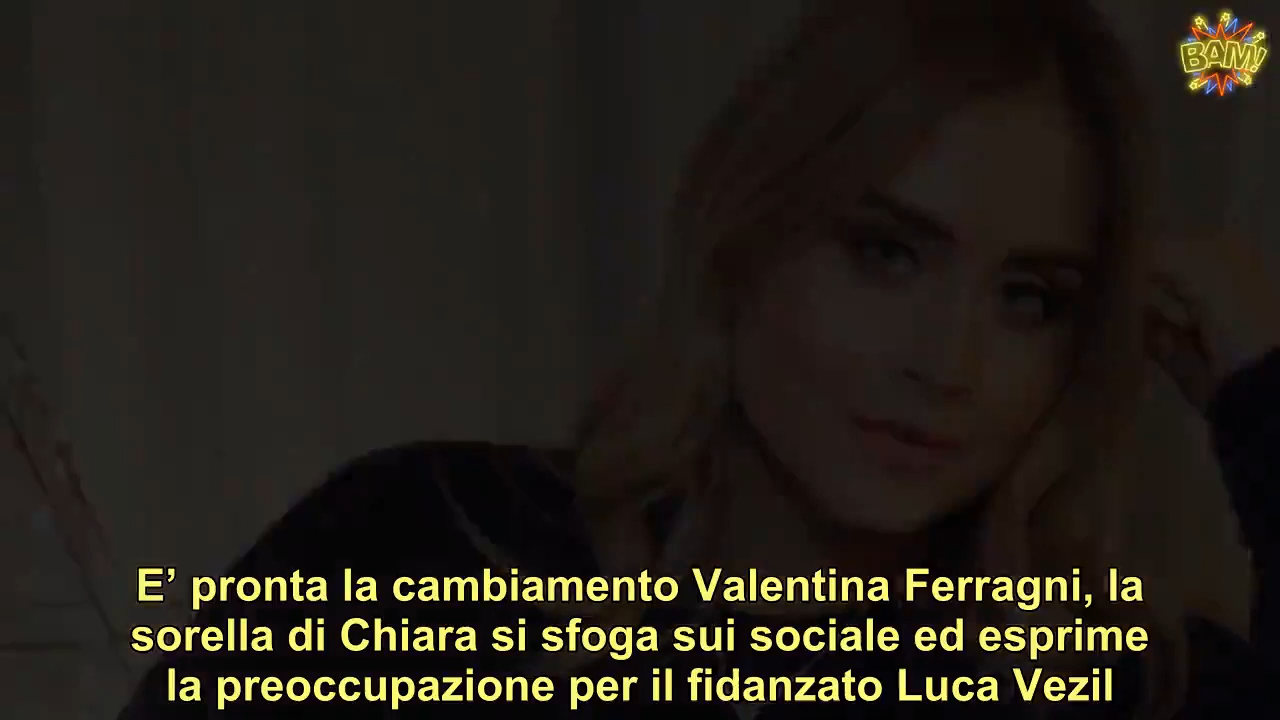 BAM!
E’ pronta la cambiamento Valentina Ferragni, la
sorella di Chiara si sfoga sui sociale ed esprime
la preoccupazione per il fidanzato Luca Vezil